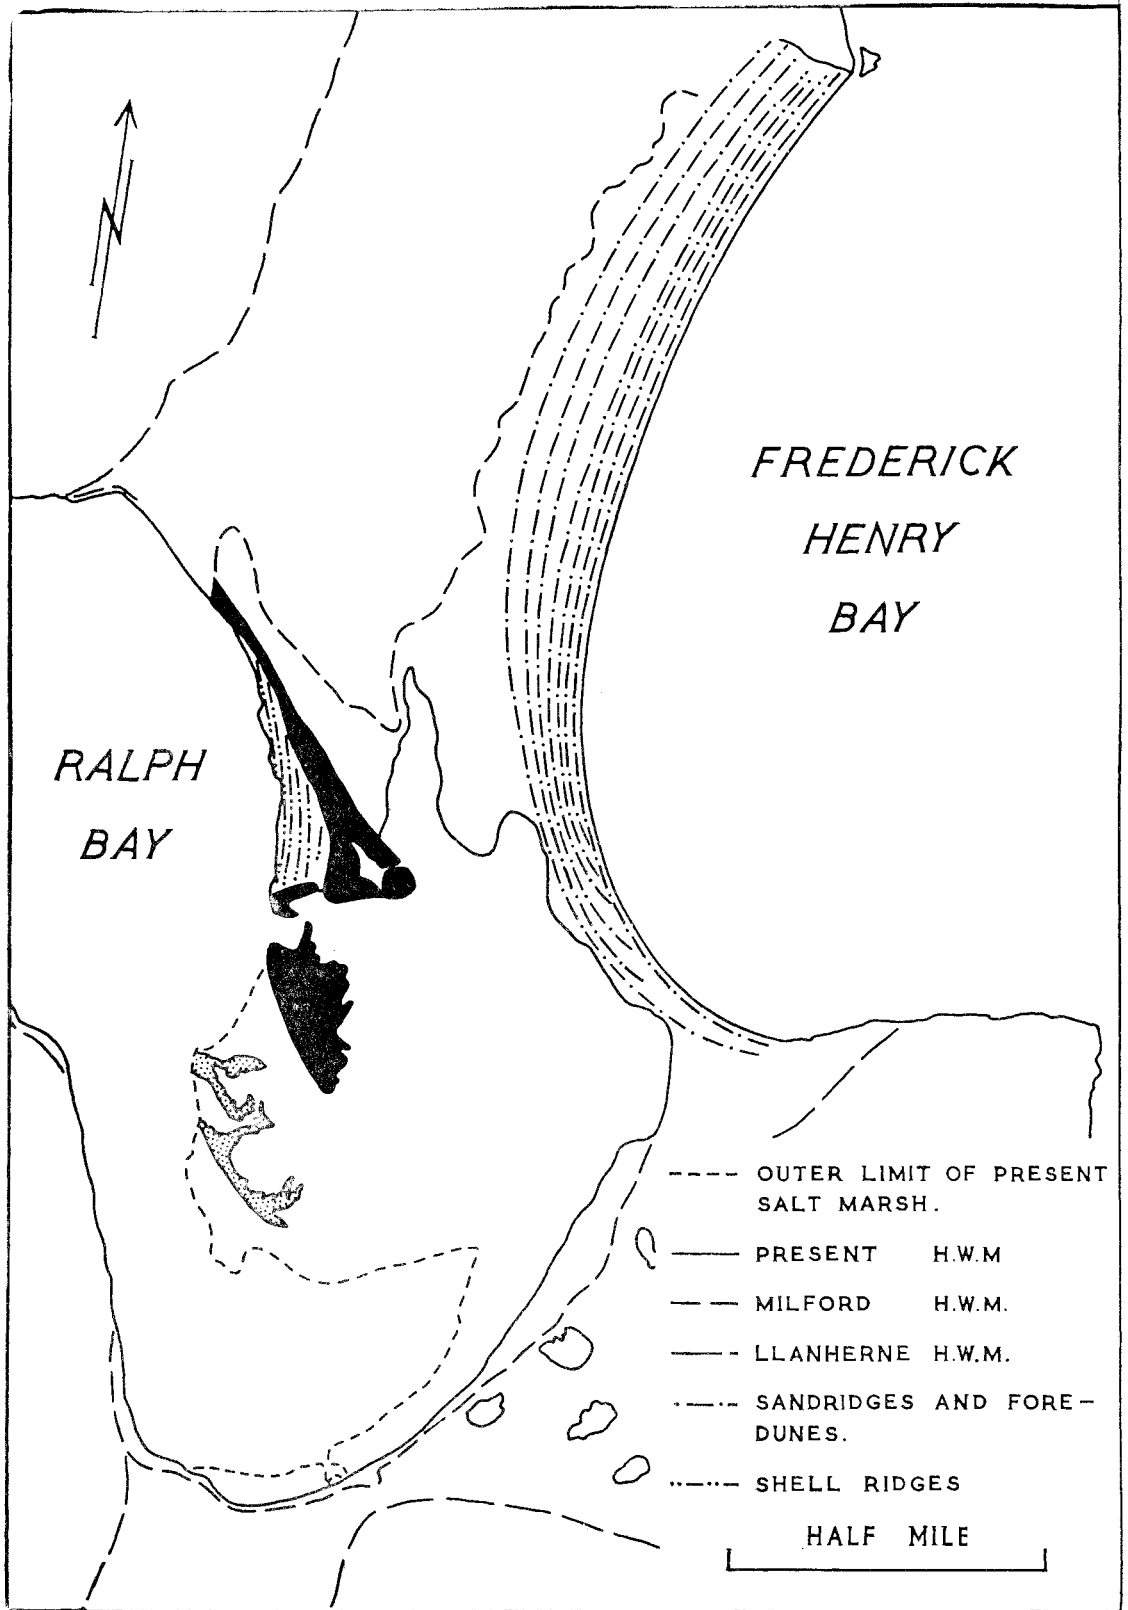 FREDERICK
HENRY
BAY
RALPH
BAY
OUTER LIMIT OF PRESENT
SALT MARSH.
PRESENT H.W.M
MILFORD H.W.M.
LLANHERNE H.W.M.
SANDRIDGES AND FORE-
DUNES.
SHELL RIDGES
HALF MILE